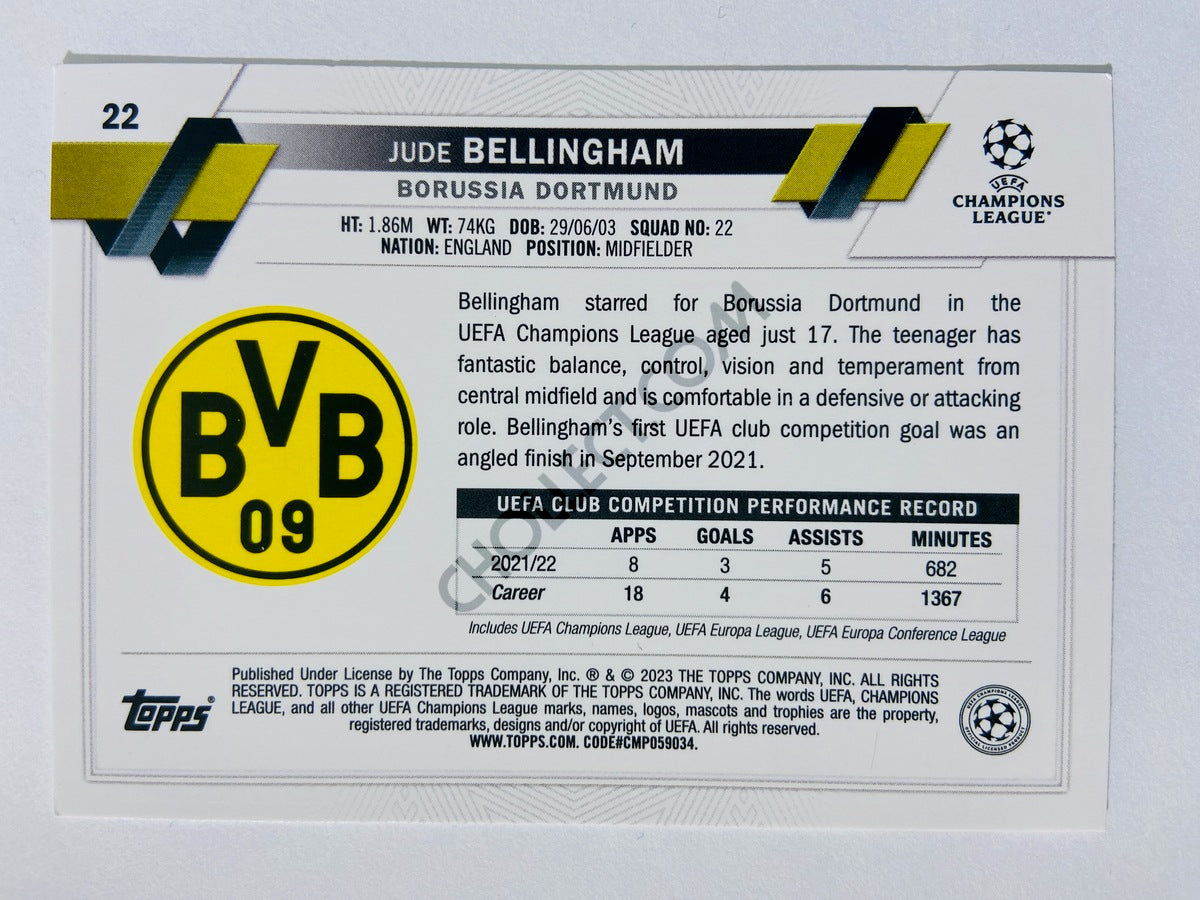 22
JUDE BELLINGHAM
BORUSSIA DORTMUND
HT: 1.86M WT: 74KG DOB: 29/06/03 SQUAD NO: 22
NATION: ENGLAND POSITION: MIDFIELDER
UEFA
CHAMPIONS
LEAGUE®
BVB
09
Bellingham starred for Borussia Dortmund in the
UEFA Champions League aged just 17. The teenager has
fantastic balance, control, vision and temperament from
central midfield and is comfortable in a defensive or attacking
role. Bellingham's first UEFA club competition goal was an
angled finish in September 2021.
UEFA CLUB COMPETITION PERFORMANCE RECORD
APPS GOALS ASSISTS MINUTES
2021/22 8 3 5 682
Career 18 4 6 1367
Includes UEFA Champions League, UEFA Europa League, UEFA Europa Conference League
CHOLLECT.COM
topps®
Published Under License by The Topps Company, Inc. ® & © 2023 THE TOPPS COMPANY, INC. ALL RIGHTS
RESERVED. TOPPS IS A REGISTERED TRADEMARK OF THE TOPPS COMPANY, INC. The words UEFA, CHAMPIONS
LEAGUE, and all other UEFA Champions League marks, names, logos, mascots and trophies are the property,
registered trademarks, designs and/or copyright of UEFA. All rights reserved.
WWW.TOPPS.COM. CODE#CMP059034.
UEFA CHAMPIONS LEAGUE
OFFICIAL LICENSED PRODUCT